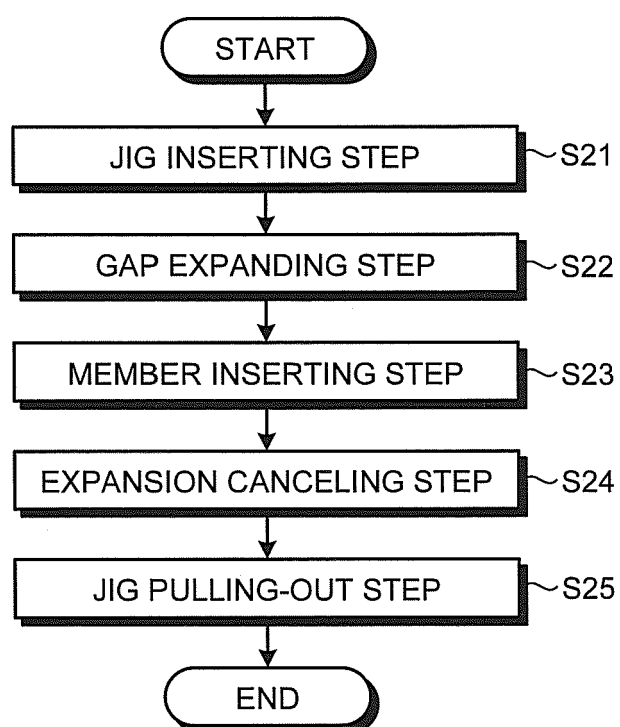 START
JIG INSERTING STEP
S21
GAP EXPANDING STEP
S22
MEMBER INSERTING STEP
S23
EXPANSION CANCELING STEP
S24
JIG PULLING-OUT STEP
S25
END